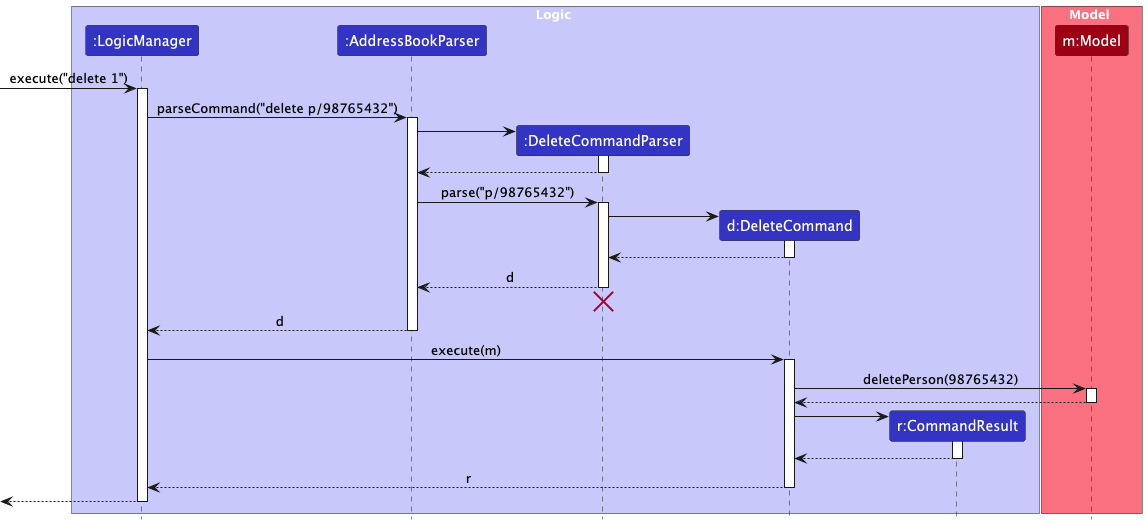 Logic
Model
:LogicManager
:AddressBookParser
m:Model
execute("delete 1")
parseCommand("delete p/98765432")
:DeleteCommandParser
parse("p/98765432")
d:DeleteCommand
d
d
execute(m)
deletePerson(98765432)
r:CommandResult
r